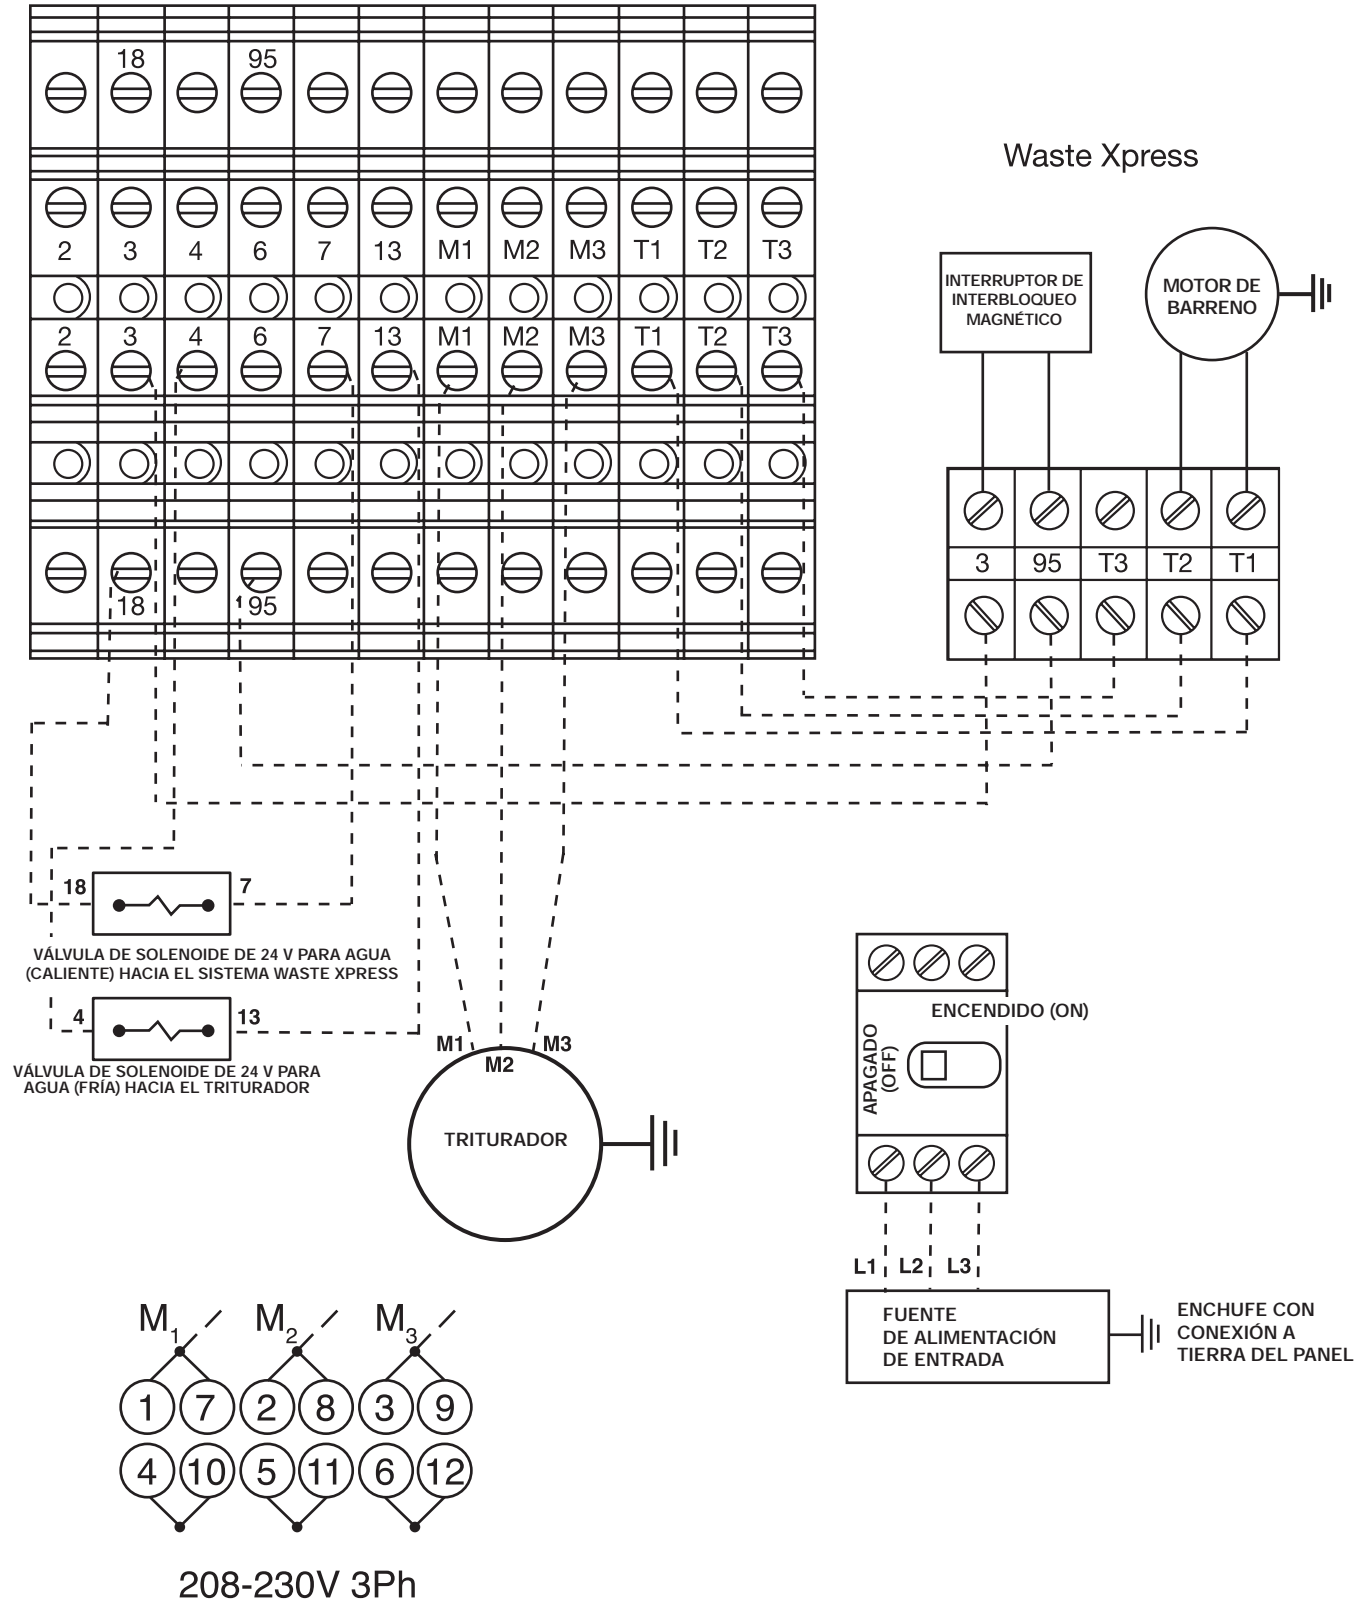 18 95
2 3 4 6 7 13 M1 M2 M3 T1 T2 T3
2 3 4 6 7 13 M1 M2 M3 T1 T2 T3
18 95
Waste Xpress
INTERRUPTOR DE
INTERBLOQUEO
MAGNÉTICO
MOTOR DE
BARRENO
3 95 T3 T2 T1
18 7
VÁLVULA DE SOLENOIDE DE 24 V PARA AGUA
(CALIENTE) HACIA EL SISTEMA WASTE XPRESS
4 13
VÁLVULA DE SOLENOIDE DE 24 V PARA
AGUA (FRÍA) HACIA EL TRITURADOR
M1 M2 M3
TRITURADOR
ENCENDIDO (ON)
APAGADO
(OFF)
L1 L2 L3
FUENTE
DE ALIMENTACIÓN
DE ENTRADA
ENCHUFE CON
CONEXIÓN A
TIERRA DEL PANEL
M1 M2 M3
1 7 2 8 3 9
4 10 5 11 6 12
208-230V 3Ph